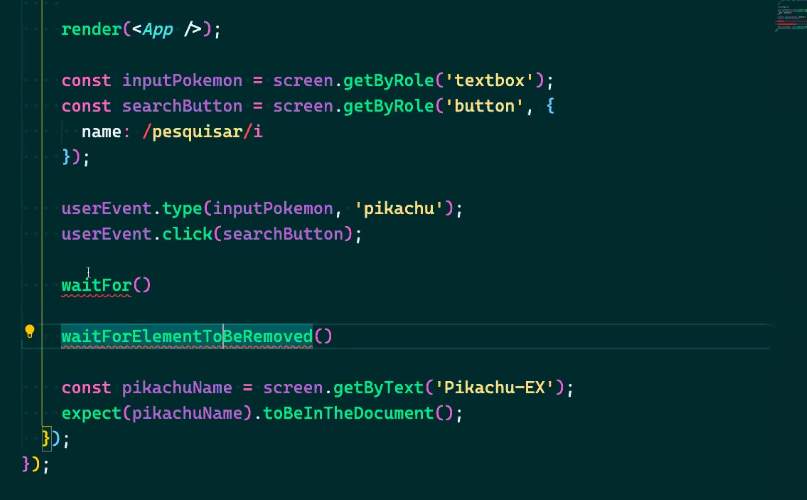 render(<App />);
const inputPokemon = screen.getByRole('textbox');
const searchButton = screen.getByRole('button', {
name: /pesquisar/i
});
userEvent.type(inputPokemon, 'pikachu');
userEvent.click(searchButton);
waitFor()
waitForElementToBeRemoved()
const pikachuName = screen.getByText('Pikachu-EX');
expect(pikachuName).toBeInTheDocument();
});
});